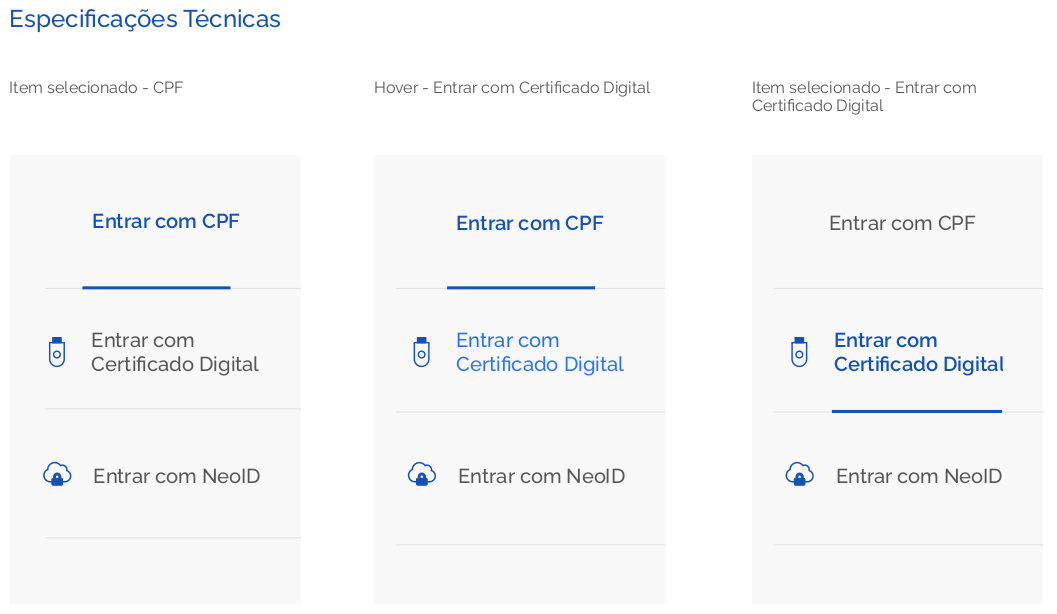 Especificações Técnicas
Item selecionado - CPF
Entrar com CPF
Entrar com
Certificado Digital
Entrar com NeoID
Hover - Entrar com Certificado Digital
Entrar com CPF
Entrar com
Certificado Digital
Entrar com NeoID
Item selecionado - Entrar com
Certificado Digital
Entrar com CPF
Entrar com
Certificado Digital
Entrar com NeoID